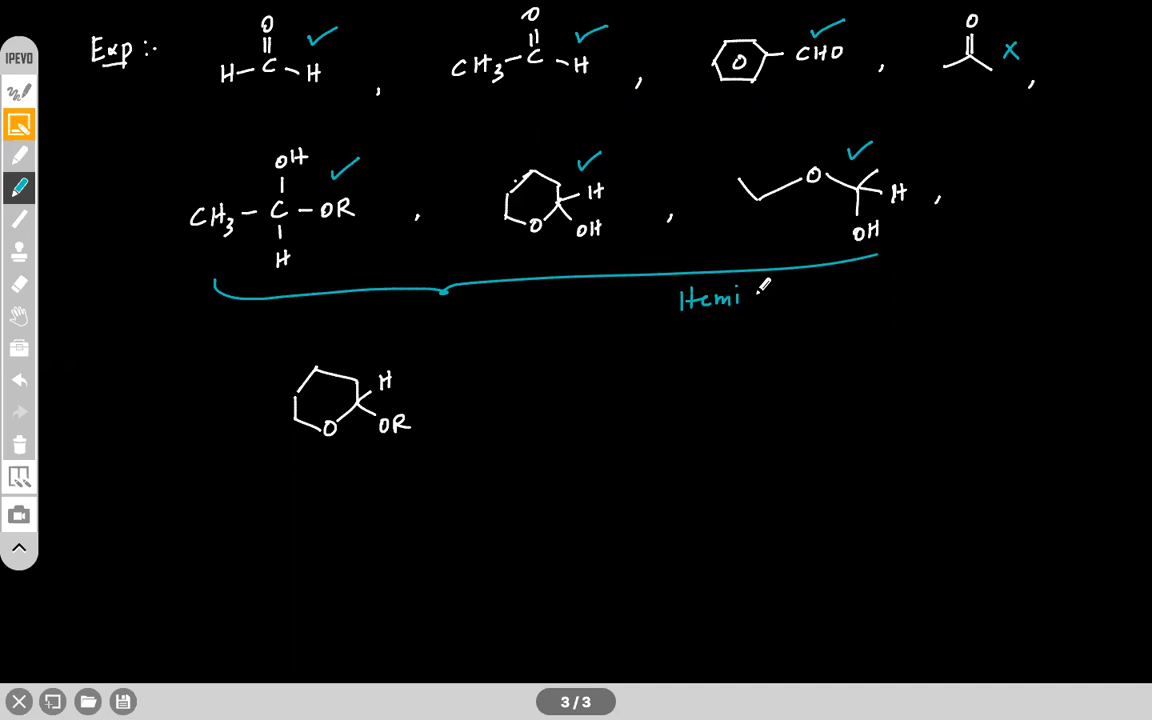 IPEVO
Exp :-
O
H-C-H ,
O
CH3-C-H ,
CHO ,
O
x ,
OH
CH3-C-OR ,
H
H
O OH ,
O
H ,
OH
Hemi
H
O OR
3/3